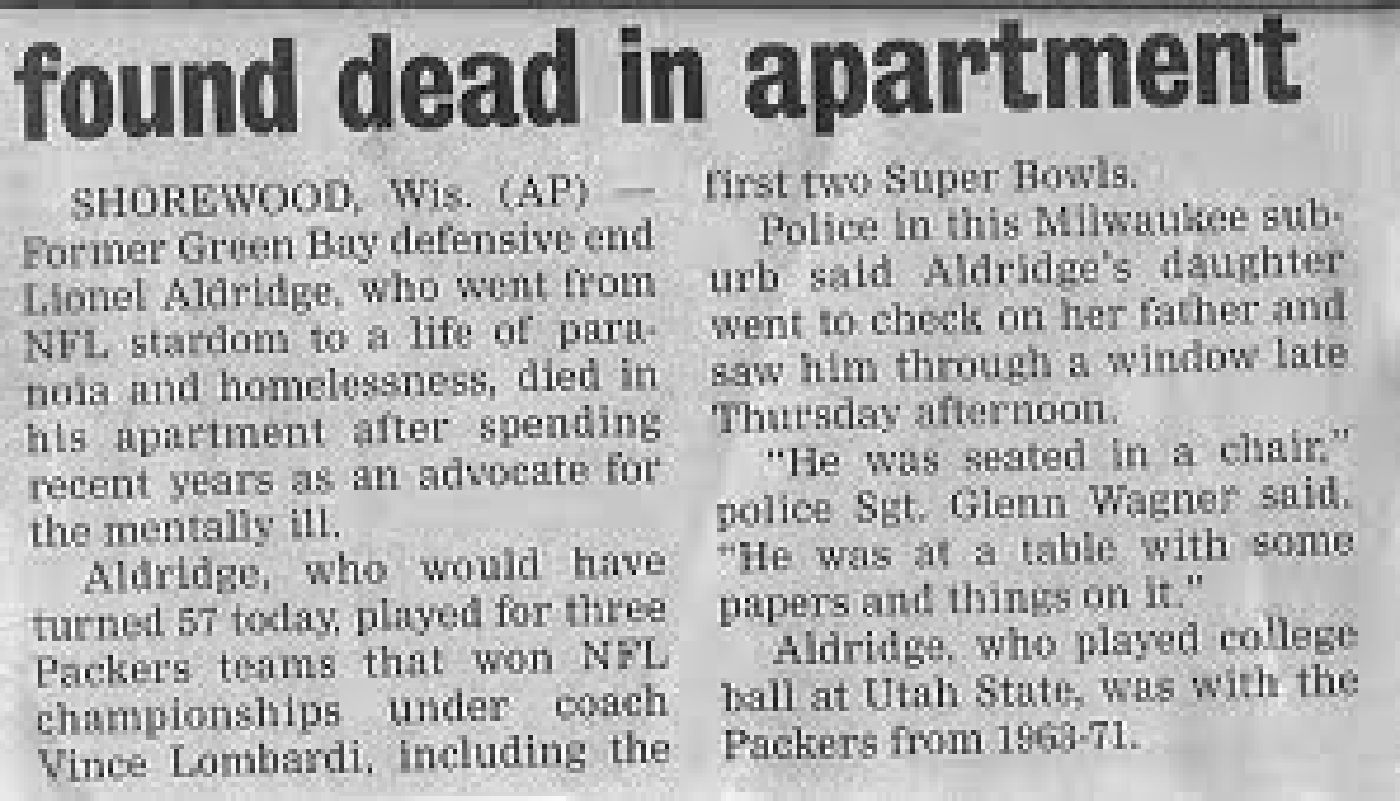 found dead in apartment
SHOREWOOD, Wis. (AP) —
Former Green Bay defensive end
Lionel Aldridge, who went from
NFL stardom to a life of para-
noia and homelessness, died in
his apartment after spending
recent years as an advocate for
the mentally ill.
Aldridge, who would have
turned 57 today, played for three
Packers teams that won NFL
championships under coach
Vince Lombardi, including the
first two Super Bowls.
Police in this Milwaukee sub-
urb said Aldridge's daughter
went to check on her father and
saw him through a window late
Thursday afternoon.
"He was seated in a chair,"
police Sgt. Glenn Wagner said.
"He was at a table with some
papers and things on it."
Aldridge, who played college
ball at Utah State, was with the
Packers from 1963-71.